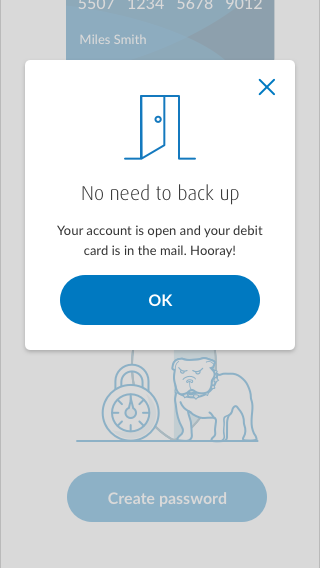 5507 1234 5678 9012
Miles Smith
No need to back up
Your account is open and your debit
card is in the mail. Hooray!
OK
Create password